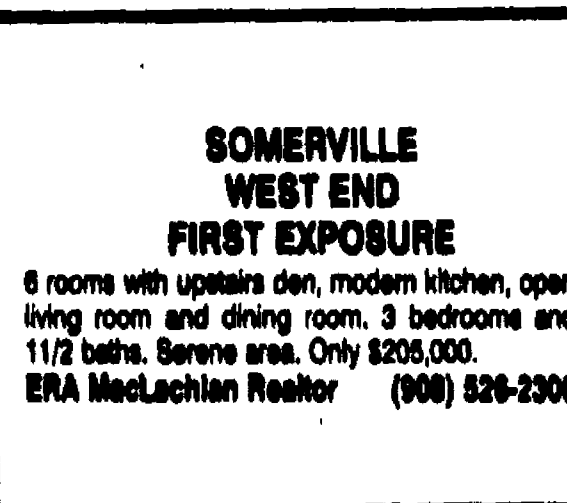 SOMERVILLE
WEST END
FIRST EXPOSURE
6 rooms with upstairs den, modern kitchen, open
living room and dining room. 3 bedrooms and
11/2 baths. Serene area. Only $205,000.
ERA MacLachlan Realtor (908) 526-2300